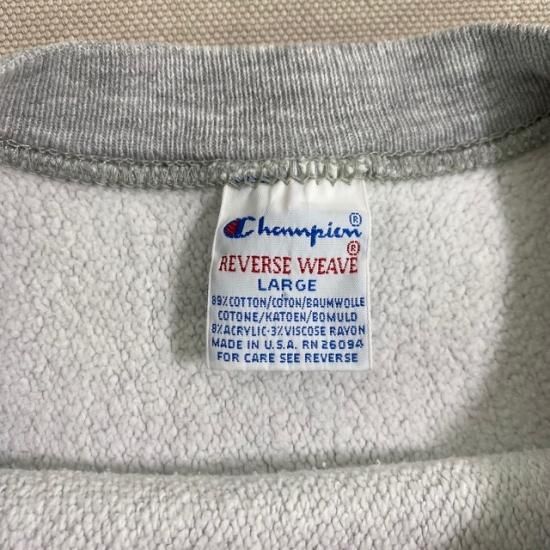 Champion®
REVERSE WEAVE®
LARGE
89% COTTON/COTON/BAUMWOLLE
COTONE/KATOEN/BOMULD
8% ACRYLIC-3% VISCOSE RAYON
MADE IN U.S.A. RN 26094
FOR CARE SEE REVERSE